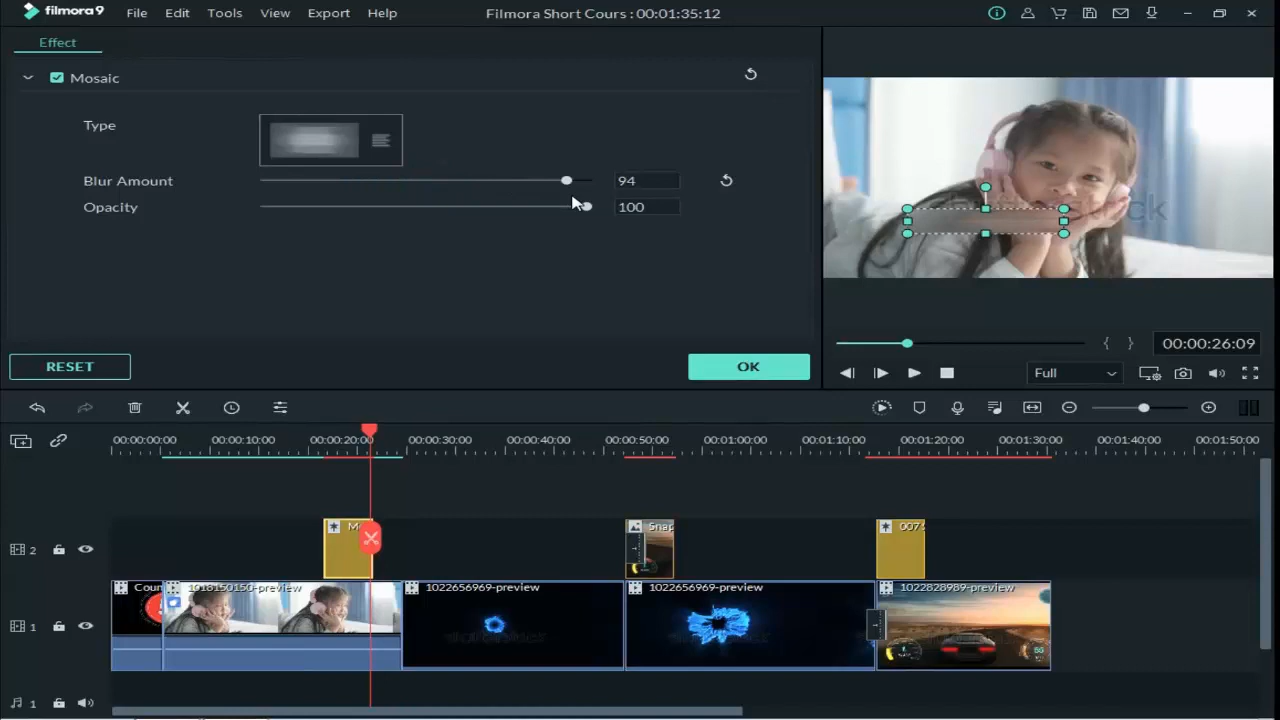 filmora9 File Edit Tools View Export Help Filmora Short Cours : 00:01:35:12
Effect
Mosaic
Type
Blur Amount 94
Opacity 100
RESET OK
00:00:26:09
Full
00:00:00:00 00:00:10:00 00:00:20:00 00:00:30:00 00:00:40:00 00:00:50:00 00:01:00:00 00:01:10:00 00:01:20:00 00:01:30:00 00:01:40:00 00:01:50:00
2 M Snap 007
1 Coun 1018150150-preview 1022656969-preview 1022656969-preview 1022828989-preview
1